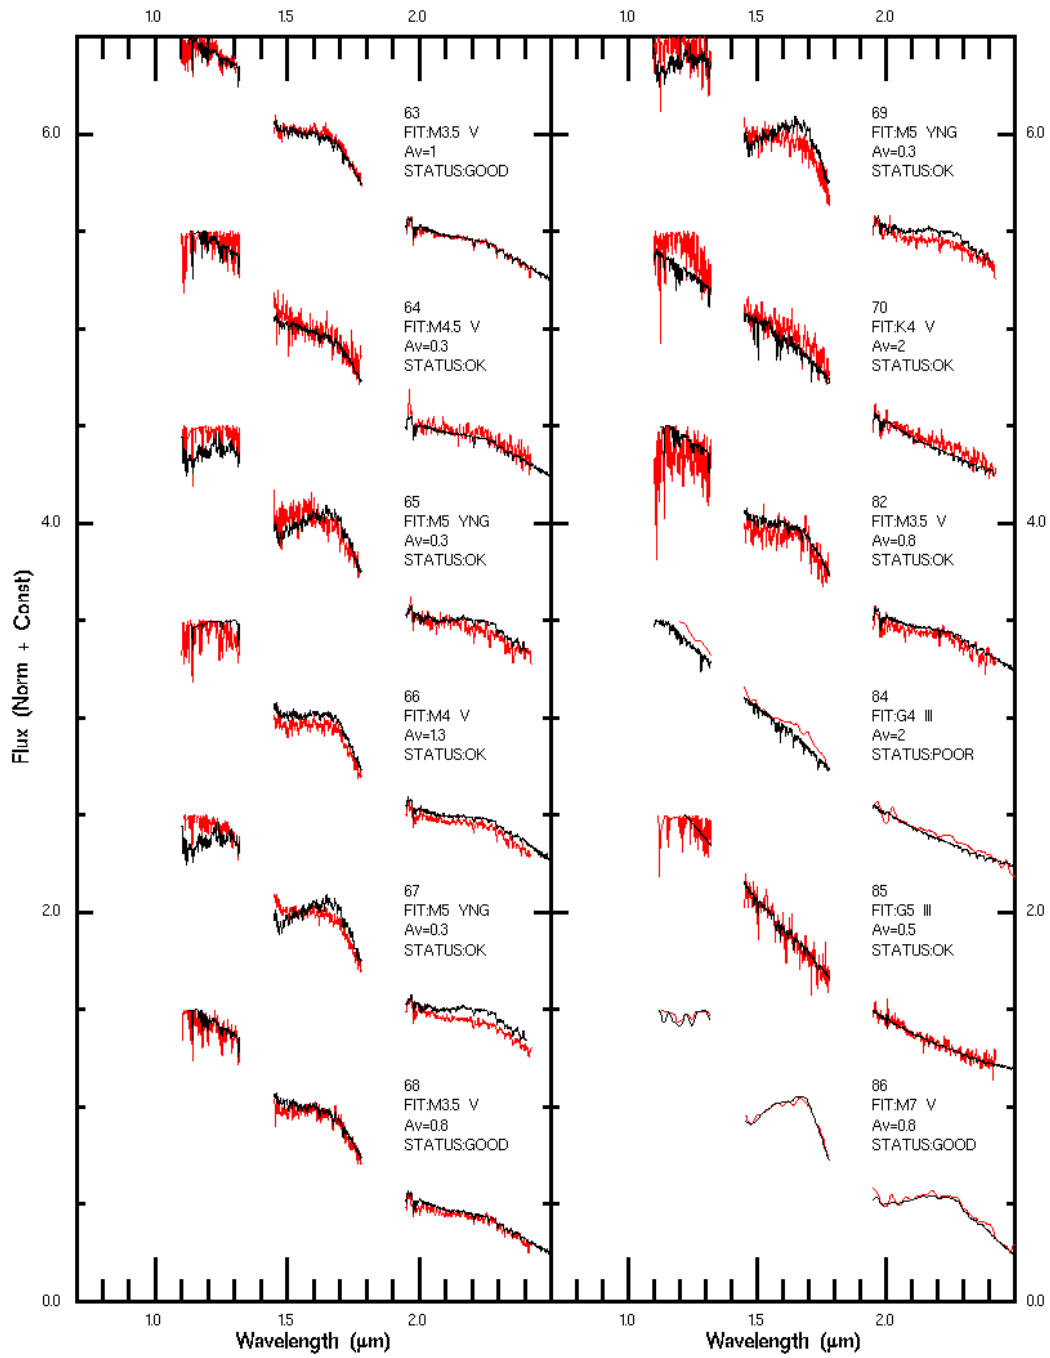 1.0 1.5 2.0 1.0 1.5 2.0
63
FIT:M3.5 V
Av=1
STATUS:GOOD
64
FIT:M4.5 V
Av=0.3
STATUS:OK
65
FIT:M5 YNG
Av=0.3
STATUS:OK
66
FIT:M4 V
Av=1.3
STATUS:OK
67
FIT:M5 YNG
Av=0.3
STATUS:OK
68
FIT:M3.5 V
Av=0.8
STATUS:GOOD
69
FIT:M5 YNG
Av=0.3
STATUS:OK
70
FIT:K4 V
Av=2
STATUS:OK
82
FIT:M3.5 V
Av=0.8
STATUS:OK
84
FIT:G4 III
Av=2
STATUS:POOR
85
FIT:G5 III
Av=0.5
STATUS:OK
86
FIT:M7 V
Av=0.8
STATUS:GOOD
6.0 6.0
4.0 4.0
2.0 2.0
0.0 0.0
Flux (Norm + Const)
1.0 1.5 2.0 1.0 1.5 2.0
Wavelength (μm) Wavelength (μm)